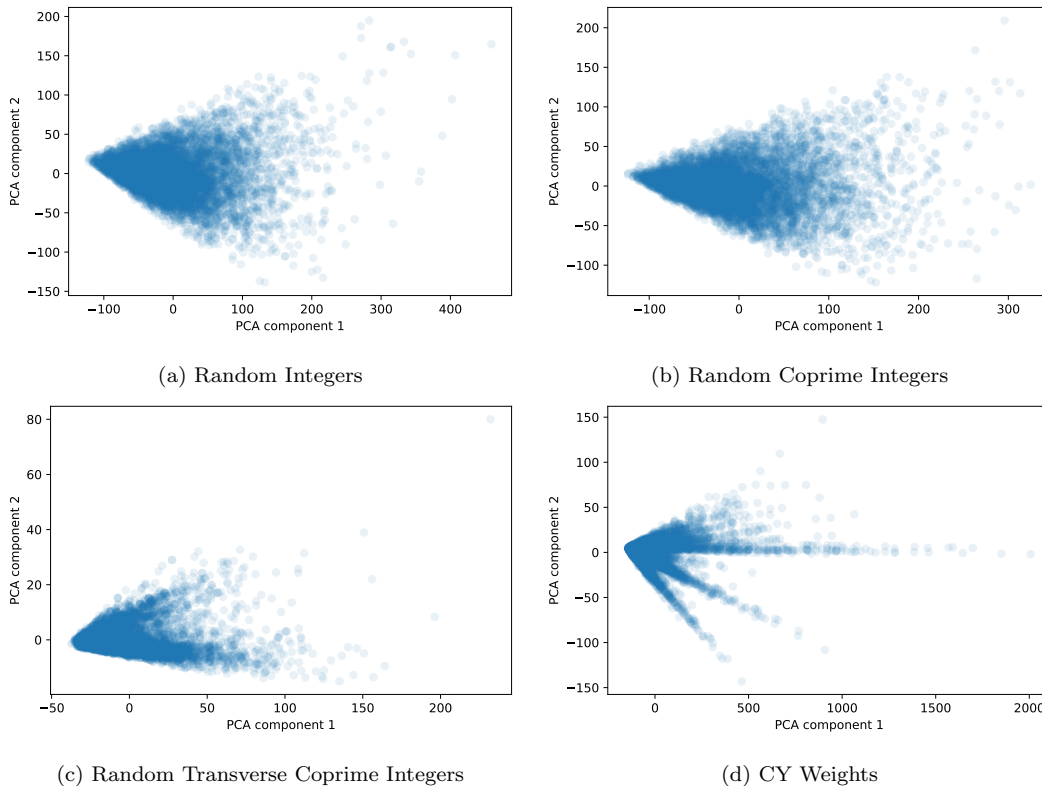 200
150
100
50
0
−50
−100
−150
PCA component 2
−100 0 100 200 300 400
PCA component 1
(a) Random Integers
200
150
100
50
0
−50
−100
PCA component 2
−100 0 100 200 300
PCA component 1
(b) Random Coprime Integers
80
60
40
20
0
PCA component 2
−50 0 50 100 150 200
PCA component 1
(c) Random Transverse Coprime Integers
150
100
50
0
−50
−100
−150
PCA component 2
0 500 1000 1500 2000
PCA component 1
(d) CY Weights